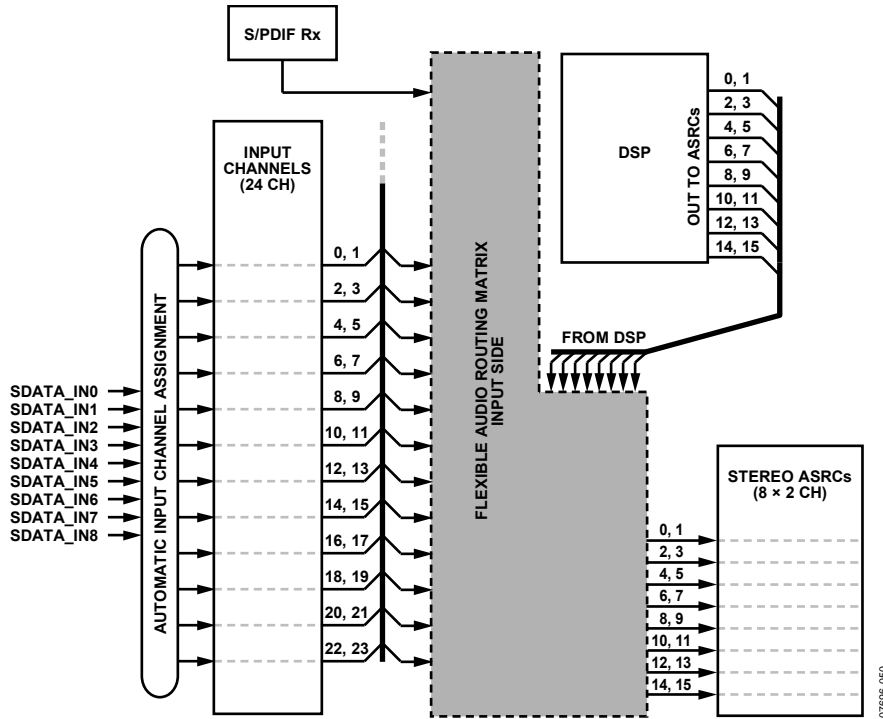 S/PDIF Rx
INPUT
CHANNELS
(24 CH)
AUTOMATIC INPUT CHANNEL ASSIGNMENT
SDATA_IN0
SDATA_IN1
SDATA_IN2
SDATA_IN3
SDATA_IN4
SDATA_IN5
SDATA_IN6
SDATA_IN7
SDATA_IN8
0, 1
2, 3
4, 5
6, 7
8, 9
10, 11
12, 13
14, 15
16, 17
18, 19
20, 21
22, 23
FLEXIBLE AUDIO ROUTING MATRIX
INPUT SIDE
DSP
OUT TO ASRCs
0, 1
2, 3
4, 5
6, 7
8, 9
10, 11
12, 13
14, 15
FROM DSP
0, 1
2, 3
4, 5
6, 7
8, 9
10, 11
12, 13
14, 15
STEREO ASRCs
(8 × 2 CH)
07696-050